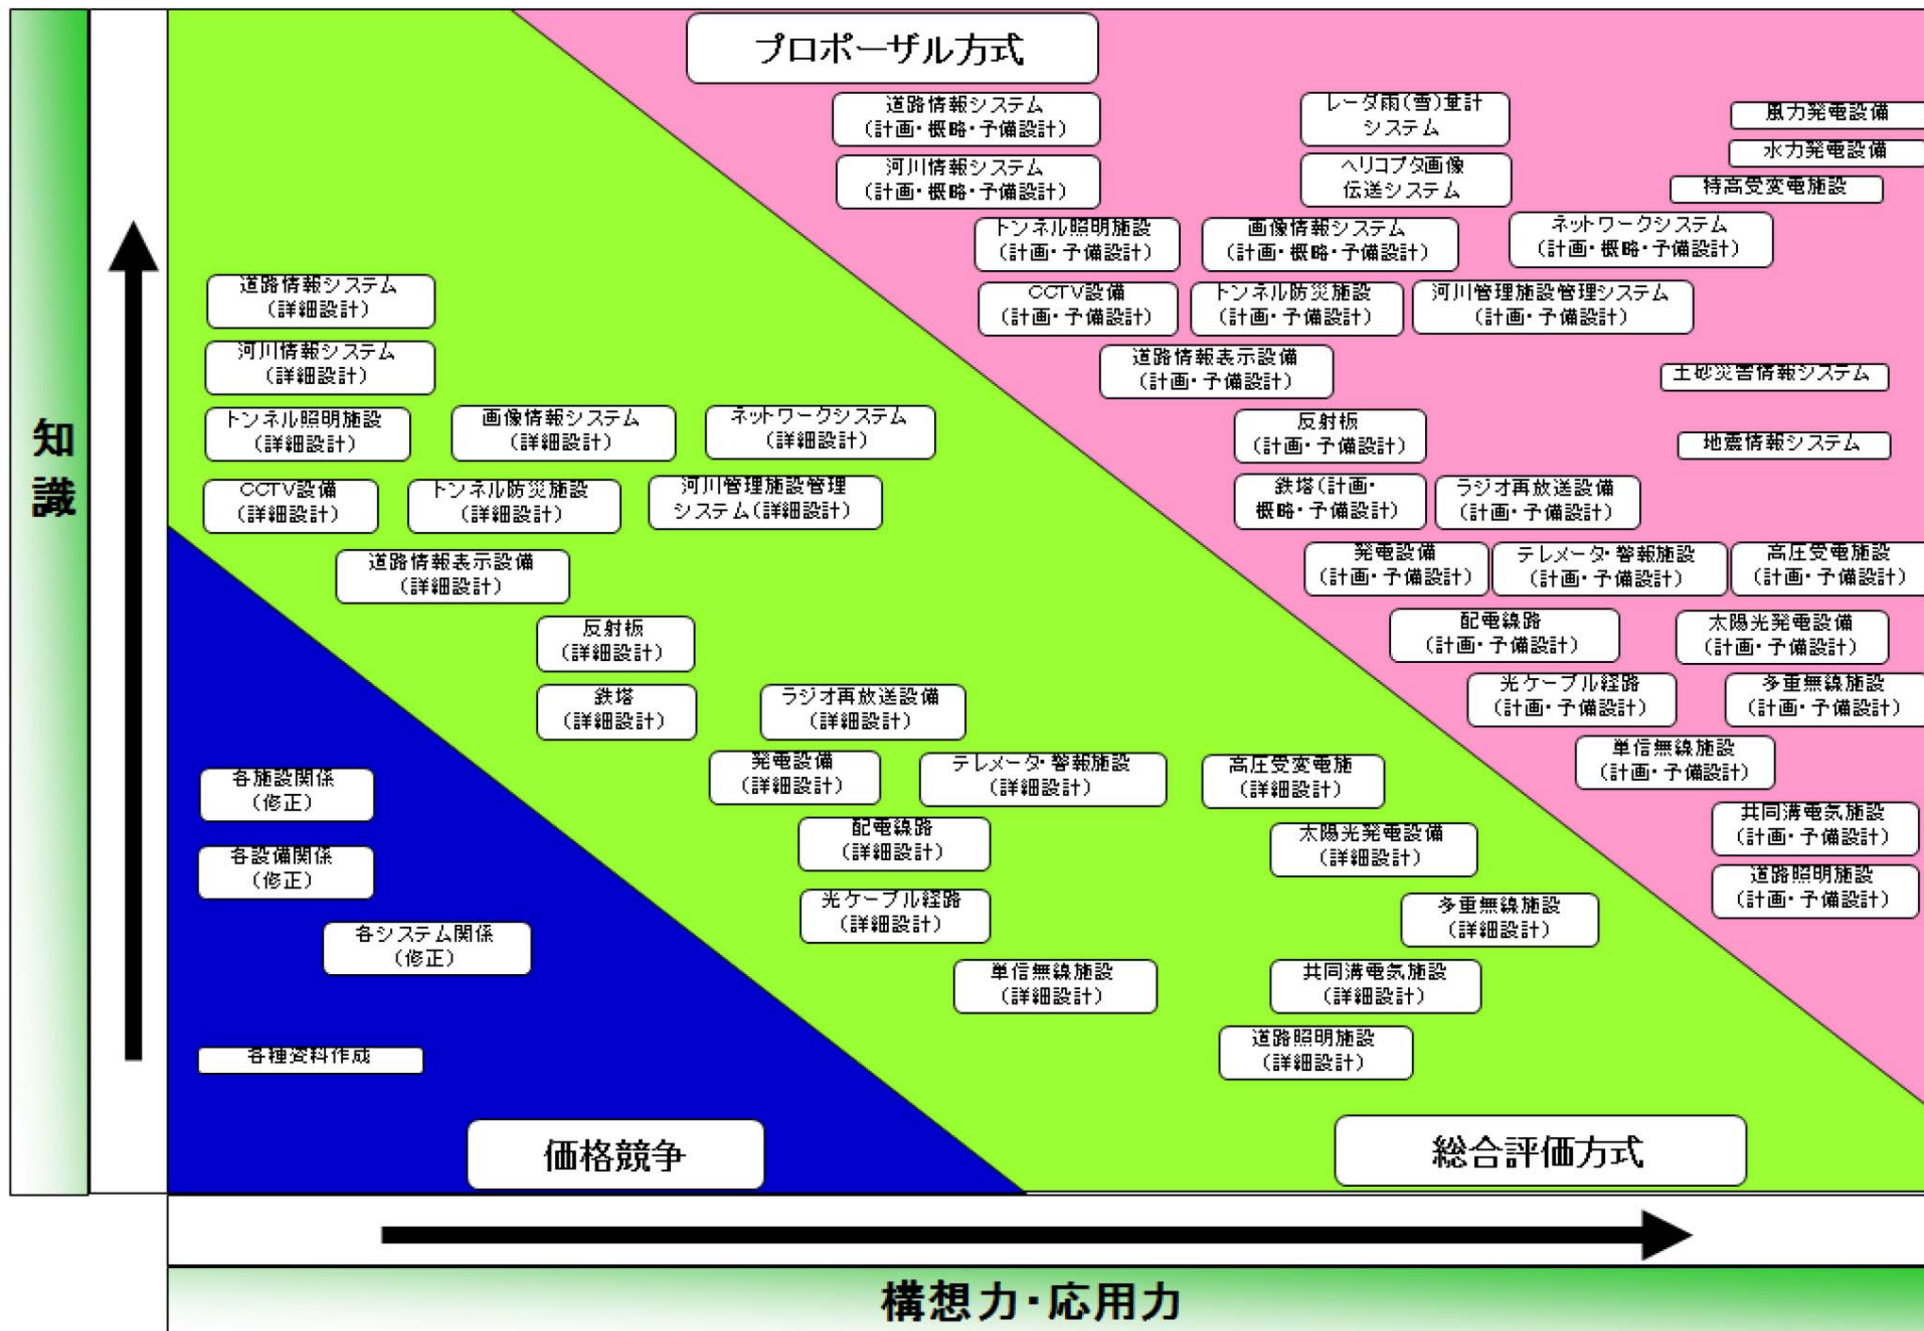 プロポーザル方式
道路情報システム
(計画・概略・予備設計)
レーダ雨(雪)量計
システム
風力発電設備
水力発電設備
河川情報システム
(計画・概略・予備設計)
ヘリコプタ画像
伝送システム
特高受変電施設
トンネル照明施設
(計画・予備設計)
画像情報システム
(計画・概略・予備設計)
ネットワークシステム
(計画・概略・予備設計)
CCTV設備
(計画・予備設計)
トンネル防災施設
(計画・予備設計)
河川管理施設管理システム
(計画・予備設計)
道路情報表示設備
(計画・予備設計)
土砂災害情報システム
反射板
(計画・予備設計)
地震情報システム
鉄塔(計画・
概略・予備設計)
ラジオ再放送設備
(計画・予備設計)
発電設備
(計画・予備設計)
テレメータ・警報施設
(計画・予備設計)
高圧受電施設
(計画・予備設計)
配電線路
(計画・予備設計)
太陽光発電設備
(計画・予備設計)
光ケーブル経路
(計画・予備設計)
多重無線施設
(計画・予備設計)
単信無線施設
(計画・予備設計)
共同溝電気施設
(計画・予備設計)
道路照明施設
(計画・予備設計)
道路情報システム
(詳細設計)
河川情報システム
(詳細設計)
トンネル照明施設
(詳細設計)
画像情報システム
(詳細設計)
ネットワークシステム
(詳細設計)
CCTV設備
(詳細設計)
トンネル防災施設
(詳細設計)
河川管理施設管理
システム(詳細設計)
道路情報表示設備
(詳細設計)
反射板
(詳細設計)
鉄塔
(詳細設計)
ラジオ再放送設備
(詳細設計)
発電設備
(詳細設計)
テレメータ・警報施設
(詳細設計)
高圧受変電施
(詳細設計)
配電線路
(詳細設計)
太陽光発電設備
(詳細設計)
光ケーブル経路
(詳細設計)
多重無線施設
(詳細設計)
単信無線施設
(詳細設計)
共同溝電気施設
(詳細設計)
道路照明施設
(詳細設計)
総合評価方式
各施設関係
(修正)
各設備関係
(修正)
各システム関係
(修正)
各種資料作成
価格競争
知識
構想力・応用力